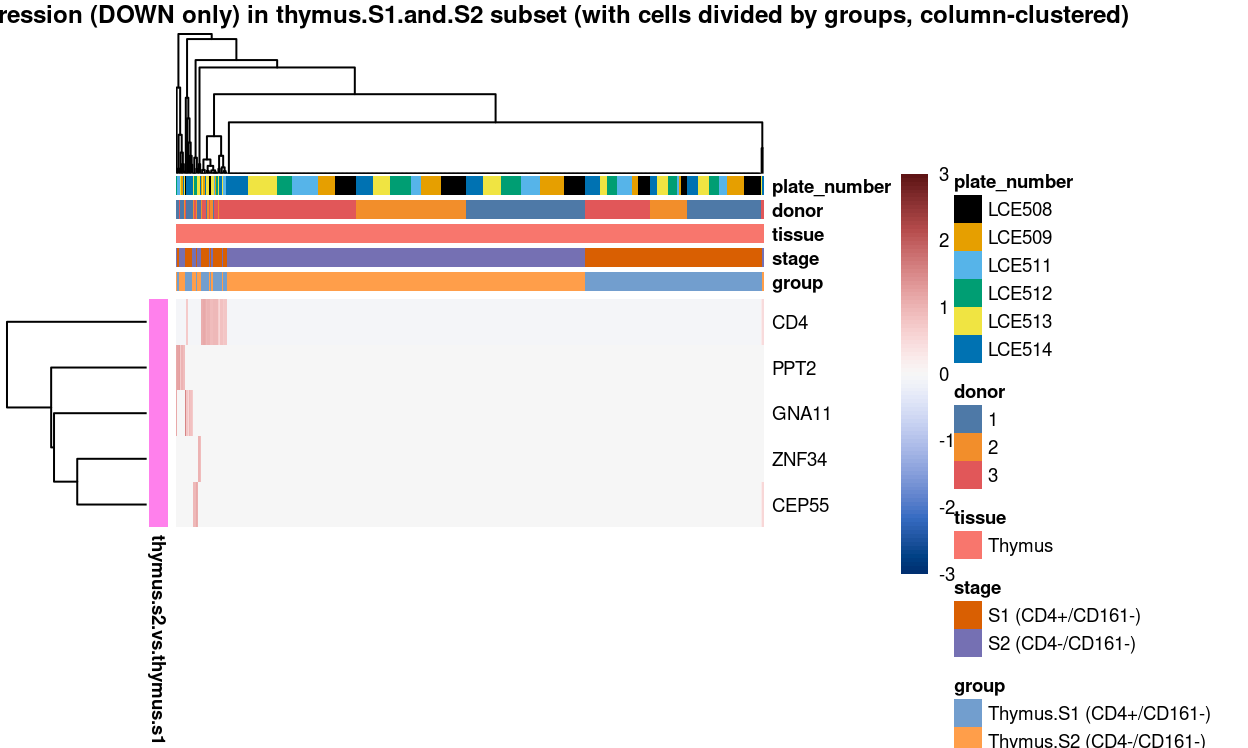 ression (DOWN only) in thymus.S1.and.S2 subset (with cells divided by groups, column-clustered)
plate_number
donor
tissue
stage
group
CD4
PPT2
GNA11
ZNF34
CEP55
thymus.s2.vs.thymus.s1
3
2
1
0
-1
-2
-3
plate_number
LCE508
LCE509
LCE511
LCE512
LCE513
LCE514
donor
1
2
3
tissue
Thymus
stage
S1 (CD4+/CD161-)
S2 (CD4-/CD161-)
group
Thymus.S1 (CD4+/CD161-)
Thymus.S2 (CD4-/CD161-)